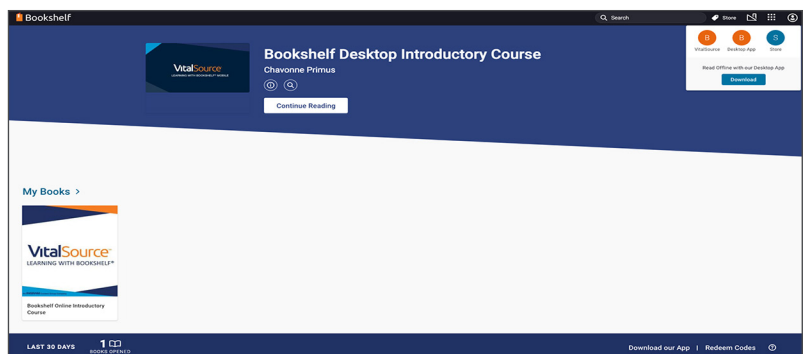 Bookshelf
Search
Store
B B S
VitalSource Desktop App Store
Read Offline with our Desktop App
Download
VitalSource
LEARNING WITH BOOKSHELF® MOBILE
Bookshelf Desktop Introductory Course
Chavonne Primus
Continue Reading
My Books >
VitalSource
LEARNING WITH BOOKSHELF®
Bookshelf Online Introductory
Course
LAST 30 DAYS 1 BOOKS OPENED
Download our App | Redeem Codes